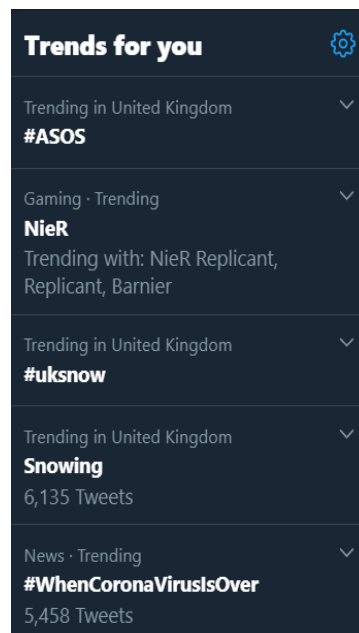 Trends for you
Trending in United Kingdom
#ASOS
Gaming · Trending
NieR
Trending with: NieR Replicant,
Replicant, Barnier
Trending in United Kingdom
#uksnow
Trending in United Kingdom
Snowing
6,135 Tweets
News · Trending
#WhenCoronaVirusIsOver
5,458 Tweets